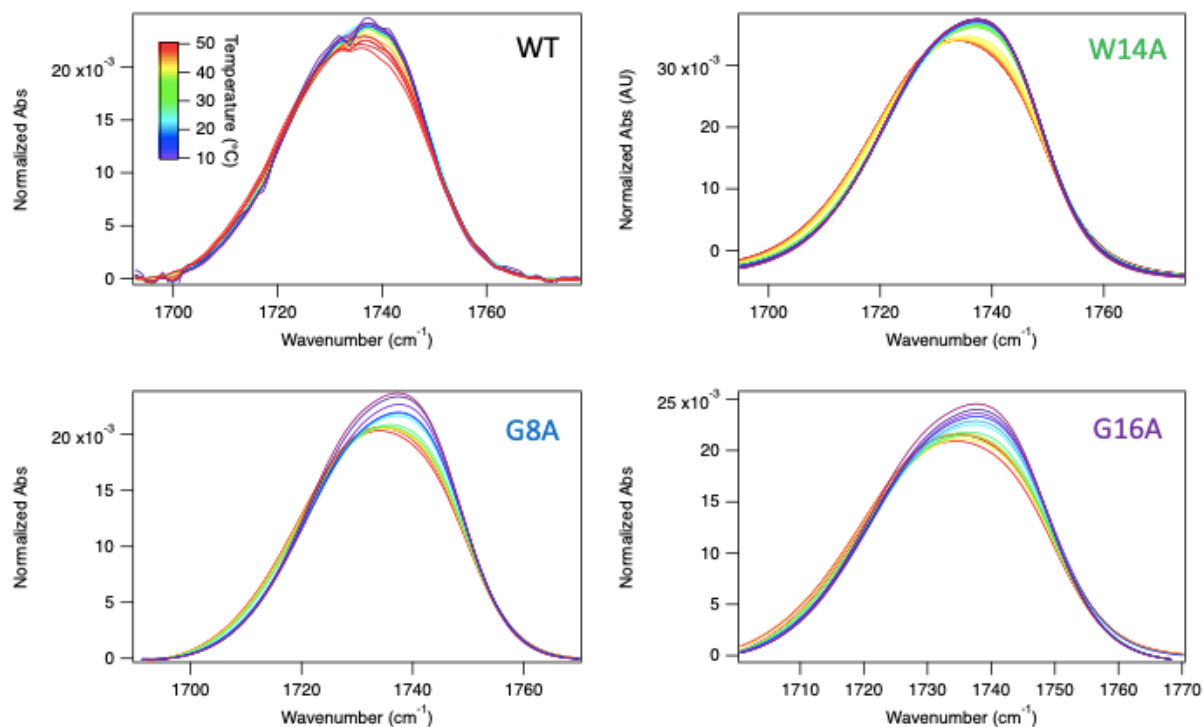 WT
20 x10⁻³
15
10
5
0
Normalized Abs
50
40
30
20
10
Temperature (°C)
1700 1720 1740 1760
Wavenumber (cm⁻¹)
W14A
30 x10⁻³
20
10
0
Normalized Abs (AU)
1700 1720 1740 1760
Wavenumber (cm⁻¹)
G8A
20 x10⁻³
15
10
5
0
Normalized Abs
1700 1720 1740 1760
Wavenumber (cm⁻¹)
G16A
25 x10⁻³
20
15
10
5
0
Normalized Abs
1710 1720 1730 1740 1750 1760 1770
Wavenumber (cm⁻¹)